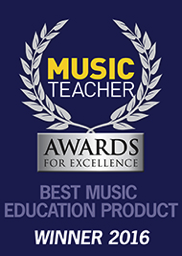 MUSIC
TEACHER
AWARDS
FOR EXCELLENCE
BEST MUSIC
EDUCATION PRODUCT
WINNER 2016